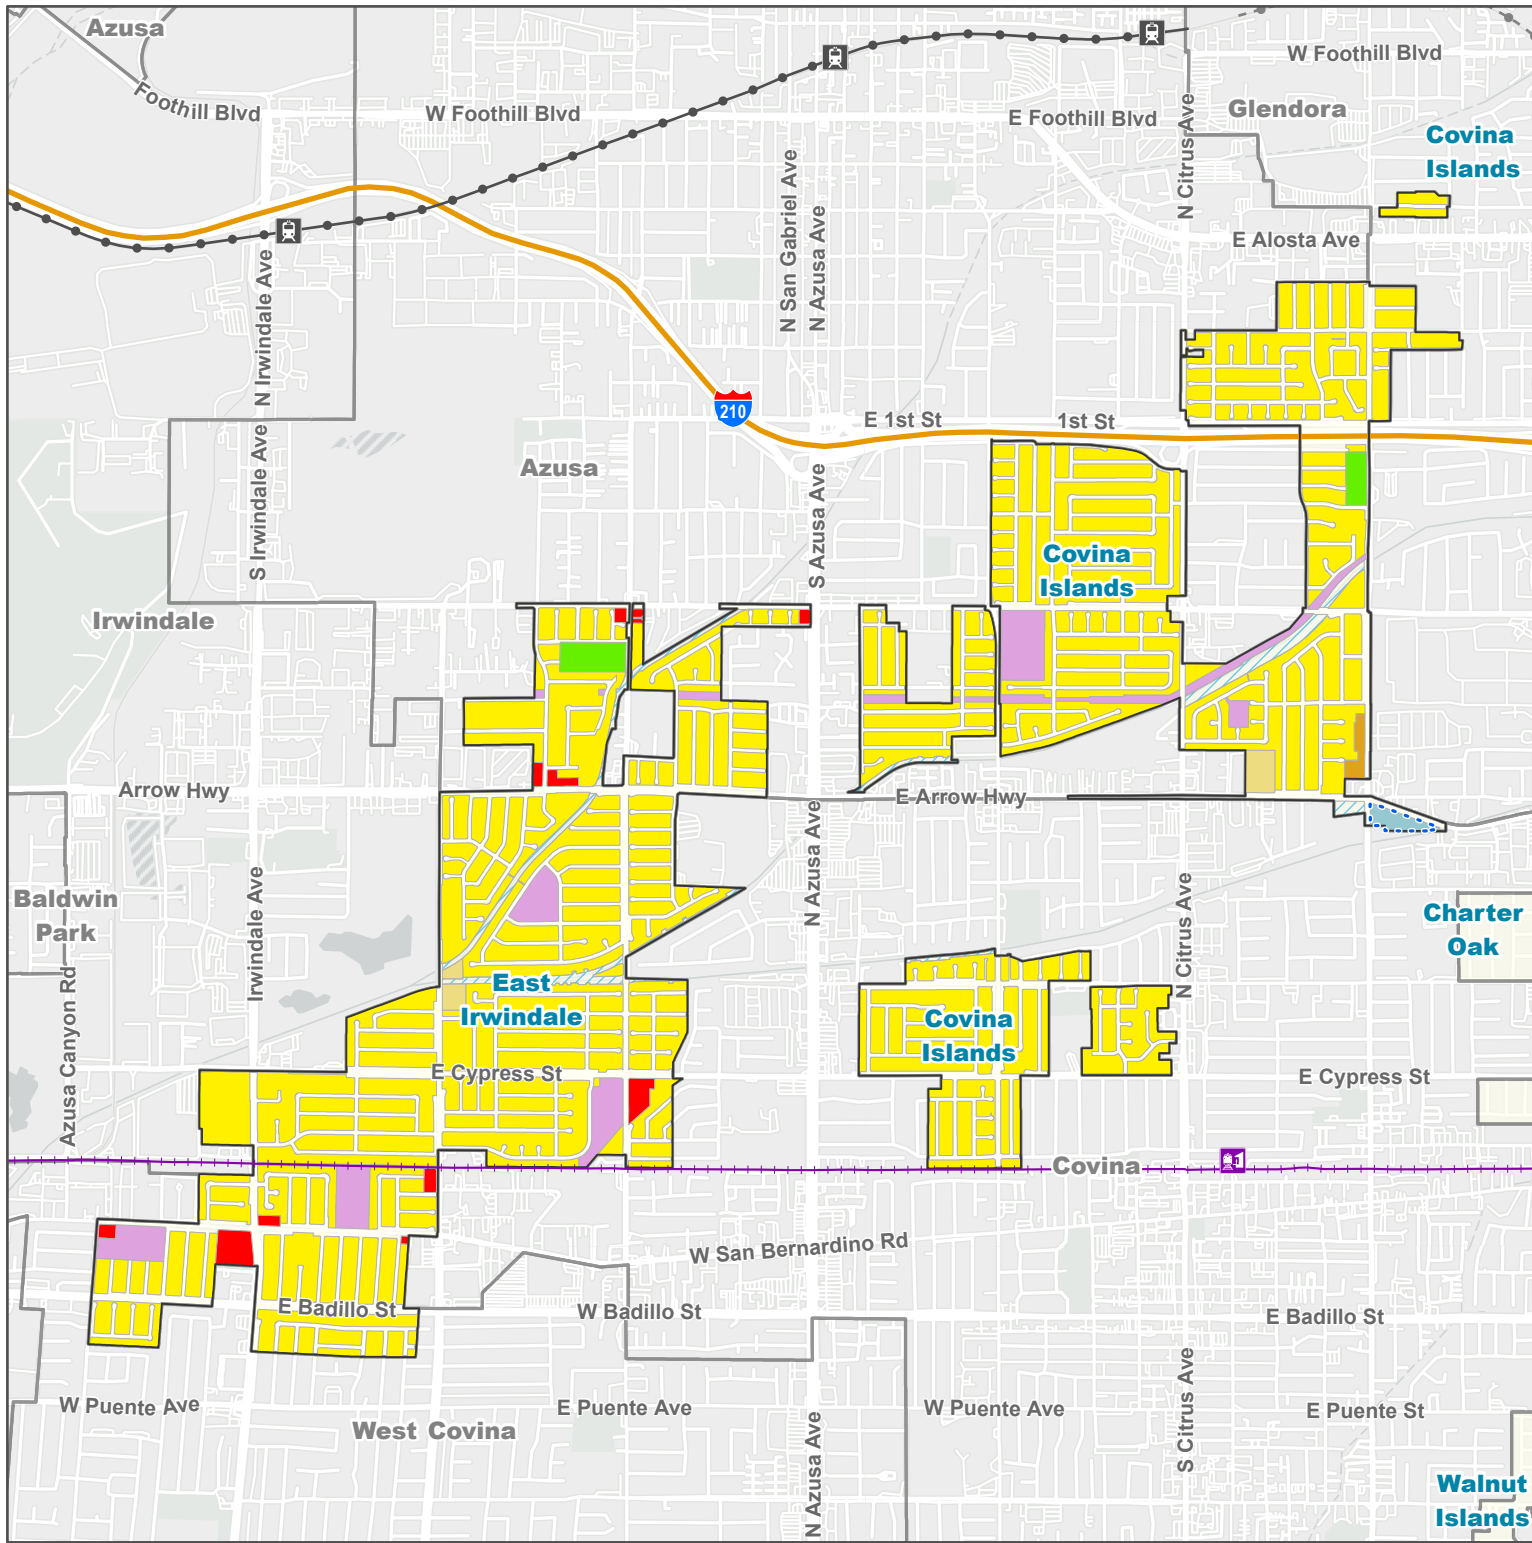 Azusa
W Foothill Blvd
Foothill Blvd
W Foothill Blvd
E Foothill Blvd
N Citrus Ave
Glendora
Covina
Islands
N San Gabriel Ave
N Azusa Ave
E Alosta Ave
N Irwindale Ave
210
E 1st St
1st St
Azusa
S Irwindale Ave
S Azusa Ave
Covina
Islands
Irwindale
Arrow Hwy
E Arrow Hwy
N Azusa Ave
Baldwin
Park
Irwindale Ave
N Citrus Ave
Charter
Oak
Azusa Canyon Rd
East
Irwindale
Covina
Islands
E Cypress St
E Cypress St
Covina
W San Bernardino Rd
E Badillo St
W Badillo St
E Badillo St
W Puente Ave
E Puente Ave
W Puente Ave
E Puente St
S Citrus Ave
West Covina
N Azusa Ave
Walnut
Islands